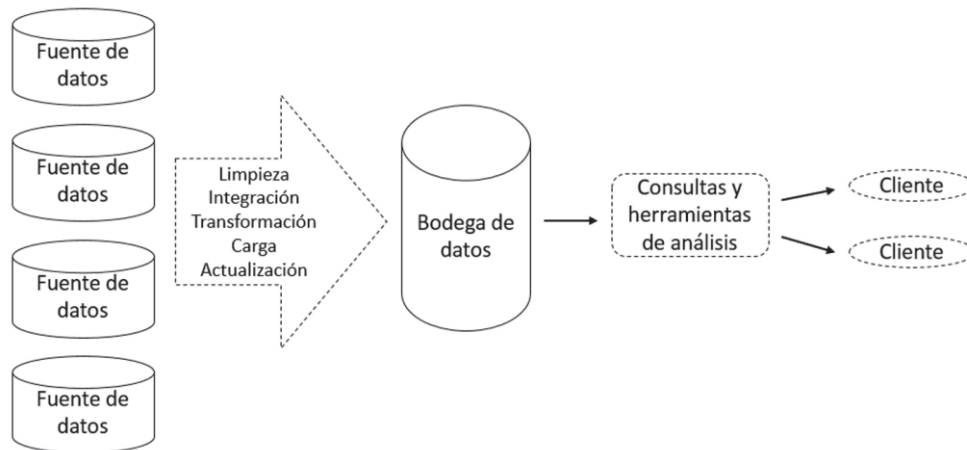 Fuente de
datos
Fuente de
datos
Fuente de
datos
Fuente de
datos
Limpieza
Integración
Transformación
Carga
Actualización
Bodega de
datos
Consultas y
herramientas
de análisis
Cliente
Cliente